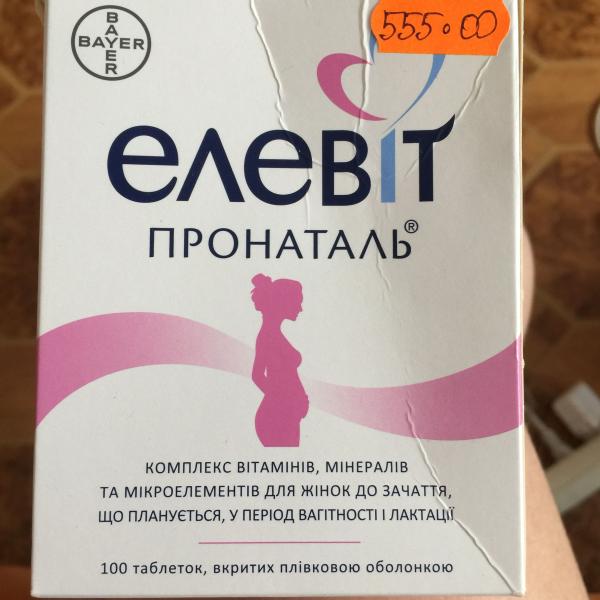 BAYER
BAYER
555.00
елевіт
ПРОНАТАЛЬ®
КОМПЛЕКС ВІТАМІНІВ, МІНЕРАЛІВ
ТА МІКРОЕЛЕМЕНТІВ ДЛЯ ЖІНОК ДО ЗАЧАТТЯ,
ЩО ПЛАНУЄТЬСЯ, У ПЕРІОД ВАГІТНОСТІ І ЛАКТАЦІЇ
100 таблеток, вкритих плівковою оболонкою